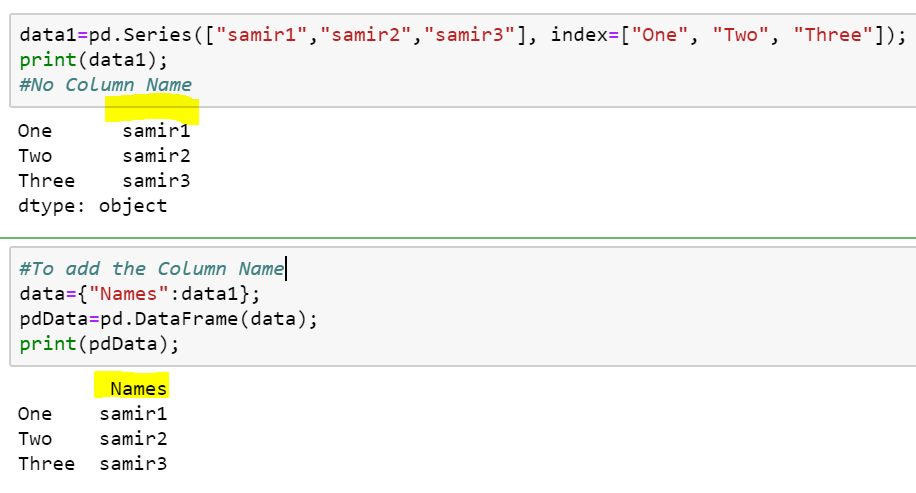 data1=pd.Series(["samir1","samir2","samir3"], index=["One", "Two", "Three"]);
print(data1);
#No Column Name
One      samir1
Two      samir2
Three    samir3
dtype: object
#To add the Column Name
data={"Names":data1};
pdData=pd.DataFrame(data);
print(pdData);
        Names
One    samir1
Two    samir2
Three  samir3